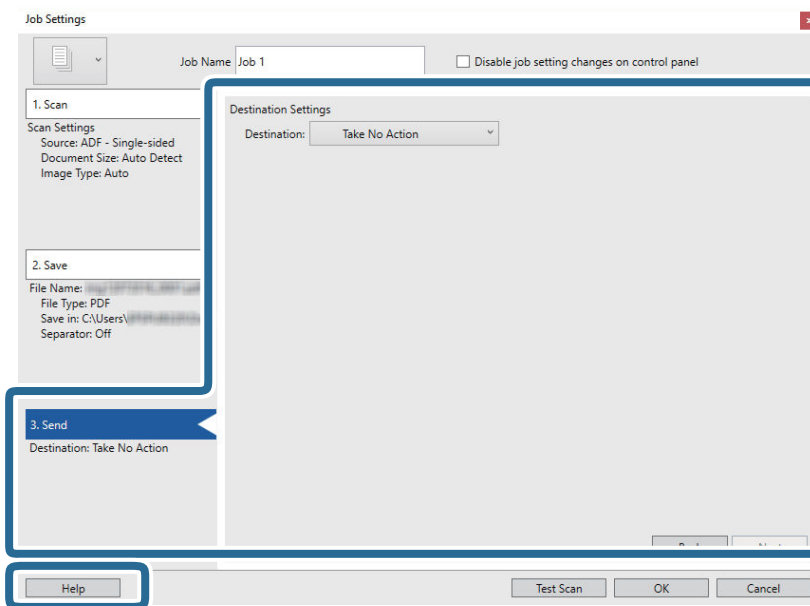 Job Settings
Job Name Job 1
Disable job setting changes on control panel
1. Scan
Scan Settings
Source: ADF - Single-sided
Document Size: Auto Detect
Image Type: Auto
2. Save
File Name:
File Type: PDF
Save in: C:\Users\
Separator: Off
3. Send
Destination: Take No Action
Destination Settings
Destination: Take No Action
Help
Test Scan
OK
Cancel